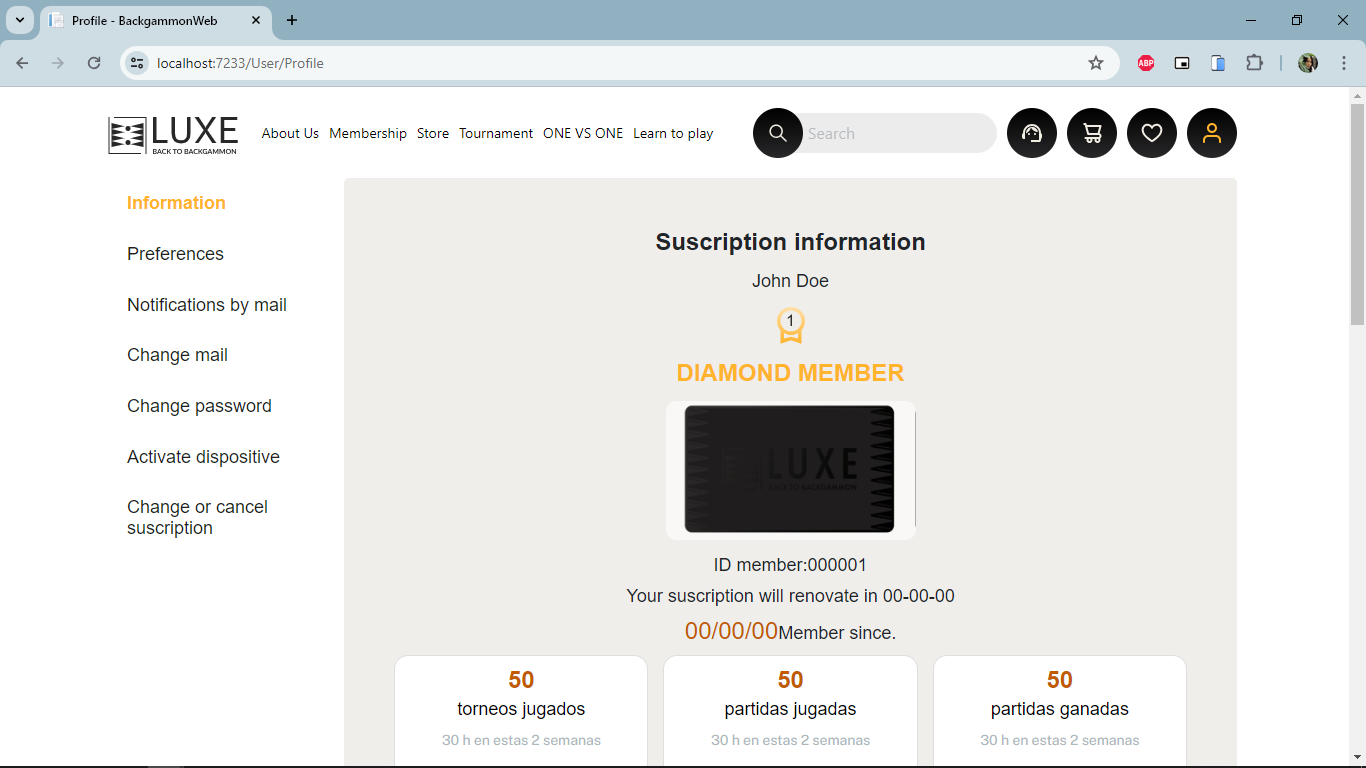 Profile - BackgammonWeb
localhost:7233/User/Profile
ABP
LUXE
BACK TO BACKGAMMON
About Us Membership Store Tournament ONE VS ONE Learn to play
Search
Information
Preferences
Notifications by mail
Change mail
Change password
Activate dispositive
Change or cancel
suscription
Suscription information
John Doe
1
DIAMOND MEMBER
LUXE
BACK TO BACKGAMMON
ID member:000001
Your suscription will renovate in 00-00-00
00/00/00Member since.
50
torneos jugados
30 h en estas 2 semanas
50
partidas jugadas
30 h en estas 2 semanas
50
partidas ganadas
30 h en estas 2 semanas